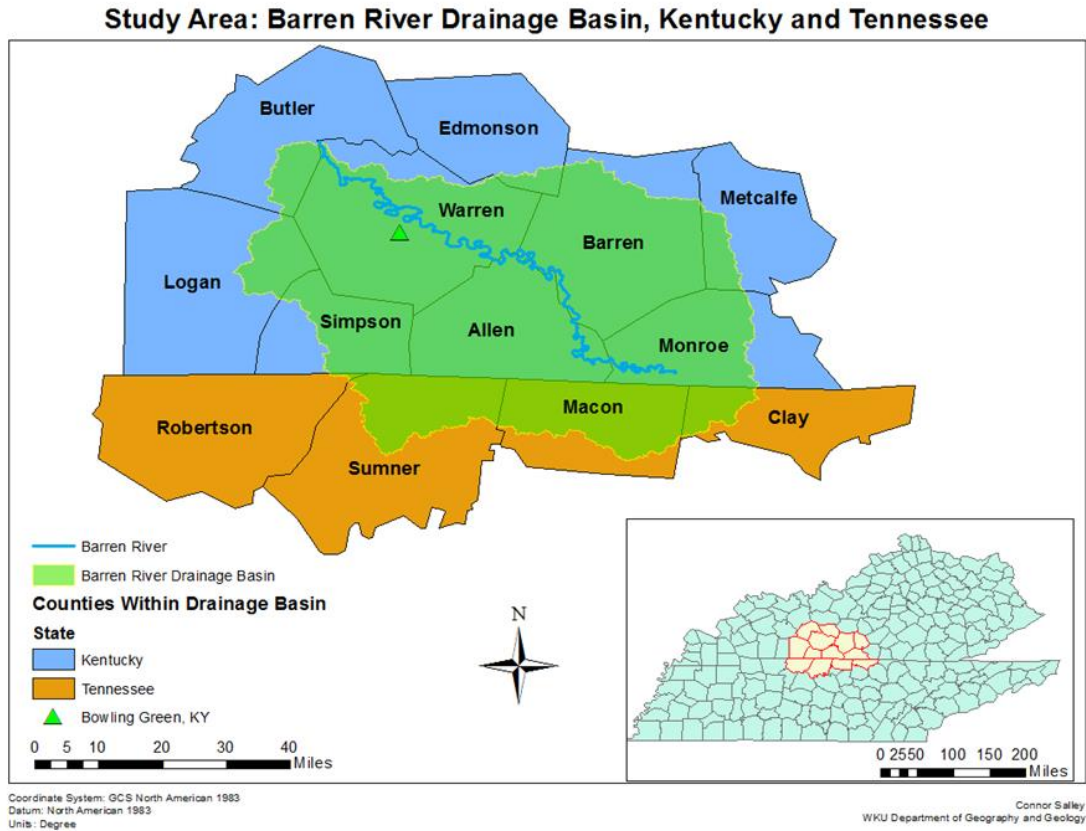 Study Area: Barren River Drainage Basin, Kentucky and Tennessee
Butler
Edmonson
Metcalfe
Warren
Barren
Logan
Simpson
Allen
Monroe
Macon
Clay
Robertson
Sumner
Barren River
Barren River Drainage Basin
Counties Within Drainage Basin
State
Kentucky
Tennessee
Bowling Green, KY
0 5 10 20 30 40
Miles
N
0 2550 100 150 200
Miles
Coordinate System: GCS North American 1983
Datum: North American 1983
Units: Degree
Connor Salley
WKU Department of Geography and Geology